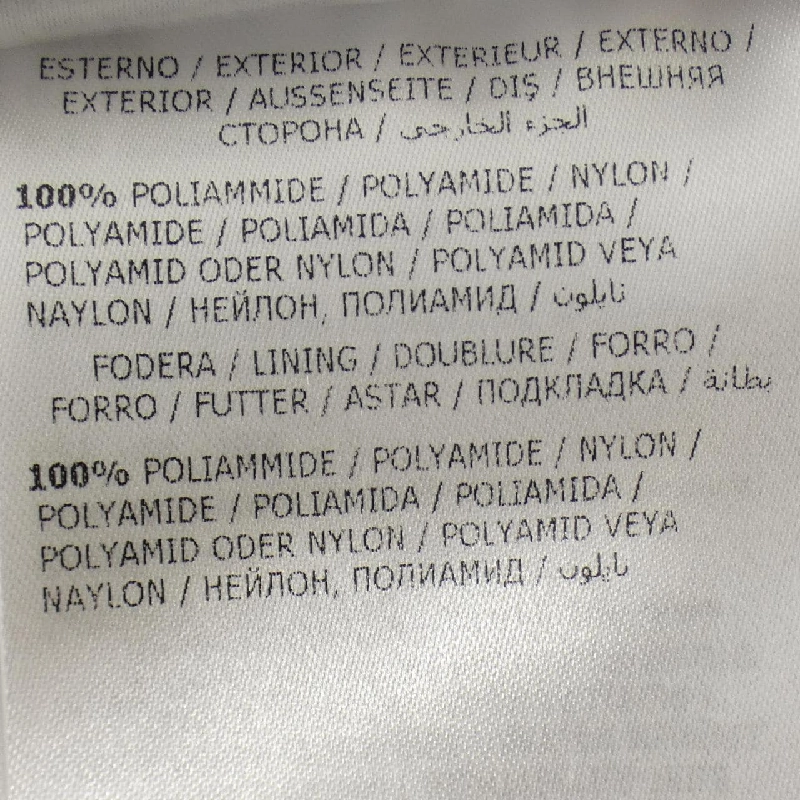 ESTERNO / EXTERIOR / EXTERIEUR / EXTERNO /
EXTERIOR / AUSSENSEITE / DIŞ / ВНЕШНЯЯ
СТОРОНА / الجزء الخارجي
100% POLIAMMIDE / POLYAMIDE / NYLON /
POLYAMIDE / POLIAMIDA / POLIAMIDA /
POLYAMID ODER NYLON / POLYAMID VEYA
NAYLON / НЕЙЛОН, ПОЛИАМИД / نايلون
FODERA / LINING / DOUBLURE / FORRO /
FORRO / FUTTER / ASTAR / ПОДКЛАДКА / بطانة
100% POLIAMMIDE / POLYAMIDE / NYLON /
POLYAMIDE / POLIAMIDA / POLIAMIDA /
POLYAMID ODER NYLON / POLYAMID VEYA
NAYLON / НЕЙЛОН, ПОЛИАМИД / نايلون